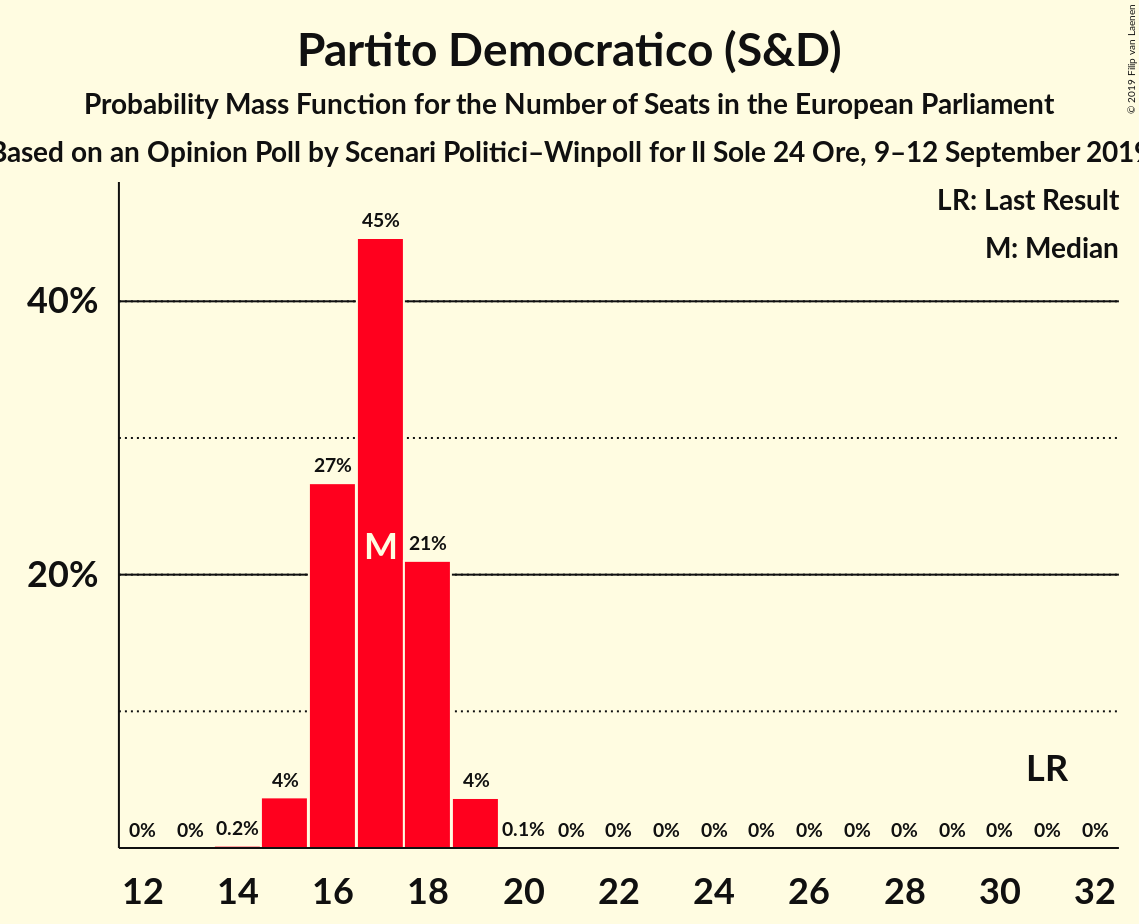 Partito Democratico (S&D)
Probability Mass Function for the Number of Seats in the European Parliament
Based on an Opinion Poll by Scenari Politici–Winpoll for Il Sole 24 Ore, 9–12 September 2019
© 2019 Filip van Laenen
LR: Last Result
M: Median
40%
20%
0% 0% 0.2% 4% 27% 45% 21% 4% 0.1% 0% 0% 0% 0% 0% 0% 0% 0% 0% 0% 0% 0%
M
LR
12 14 16 18 20 22 24 26 28 30 32